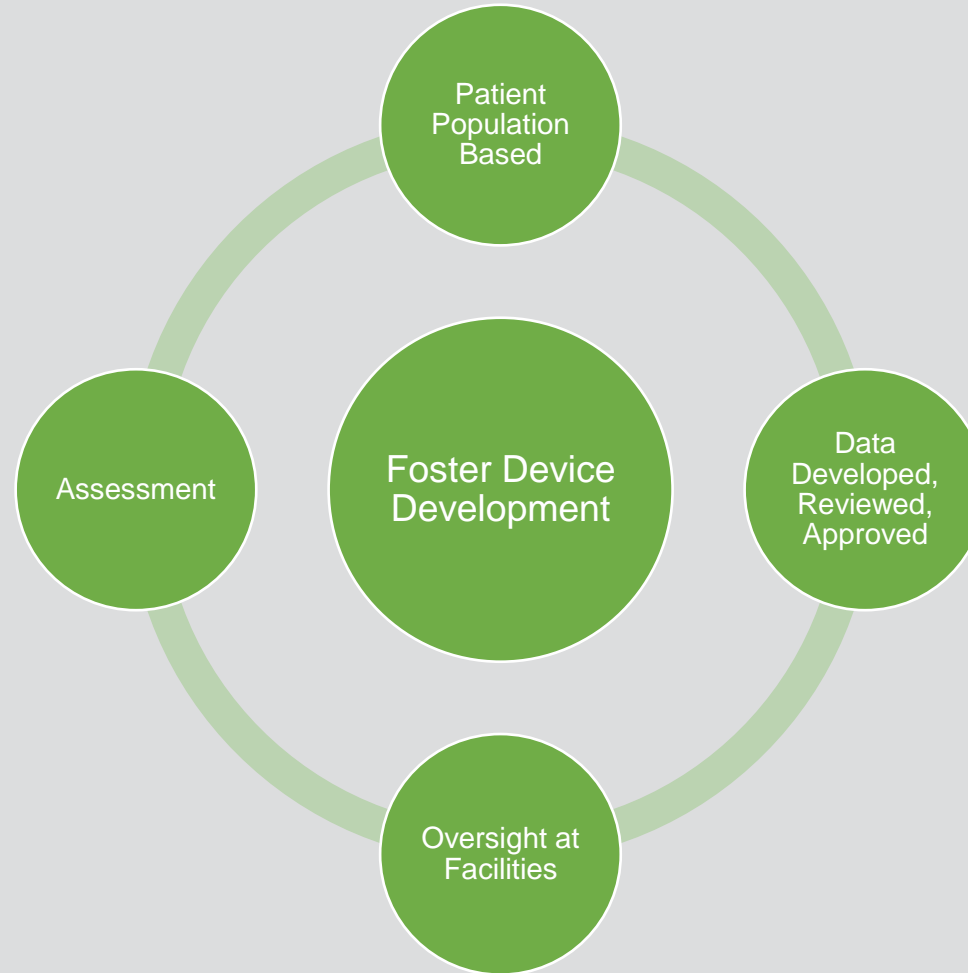 Patient
Population
Based
Data
Developed,
Reviewed,
Approved
Oversight at
Facilities
Assessment
Foster Device
Development